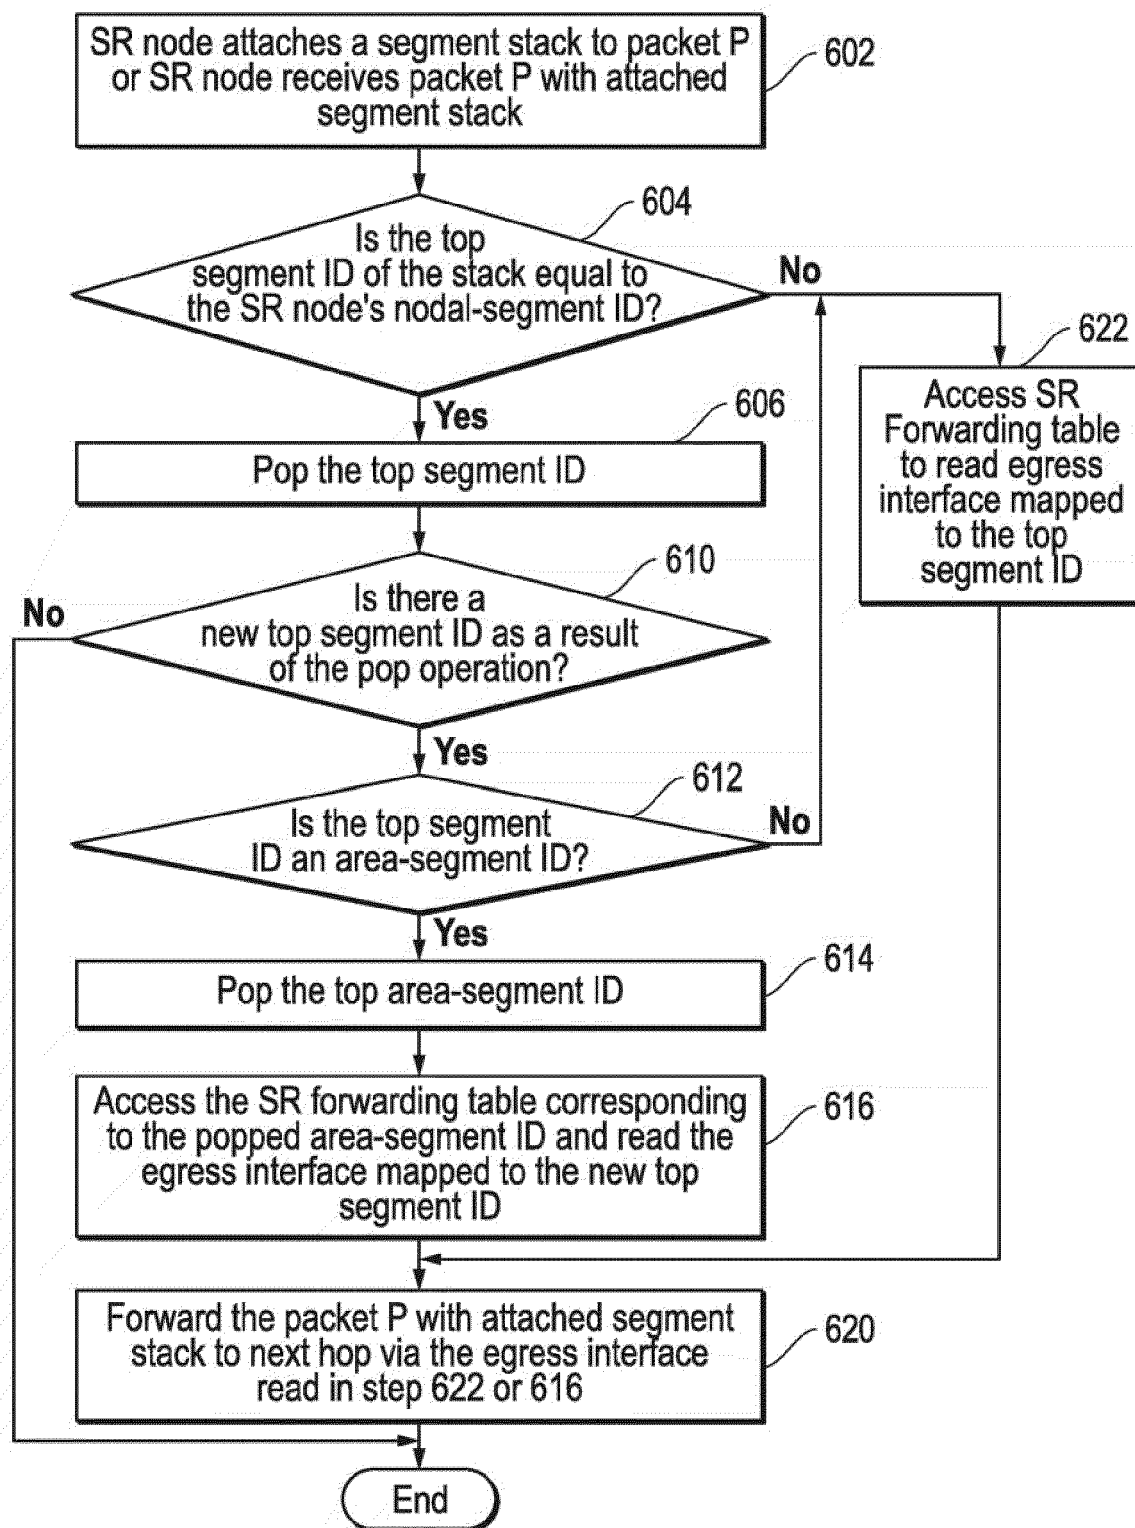 SR node attaches a segment stack to packet P
or SR node receives packet P with attached
segment stack
602
604
Is the top
segment ID of the stack equal to
the SR node's nodal-segment ID?
No
622
Access SR
Forwarding table
to read egress
interface mapped
to the top
segment ID
Yes
606
Pop the top segment ID
610
Is there a
new top segment ID as a result
of the pop operation?
No
Yes
612
Is the top segment
ID an area-segment ID?
No
Yes
614
Pop the top area-segment ID
Access the SR forwarding table corresponding
to the popped area-segment ID and read the
egress interface mapped to the new top
segment ID
616
Forward the packet P with attached segment
stack to next hop via the egress interface
read in step 622 or 616
620
End